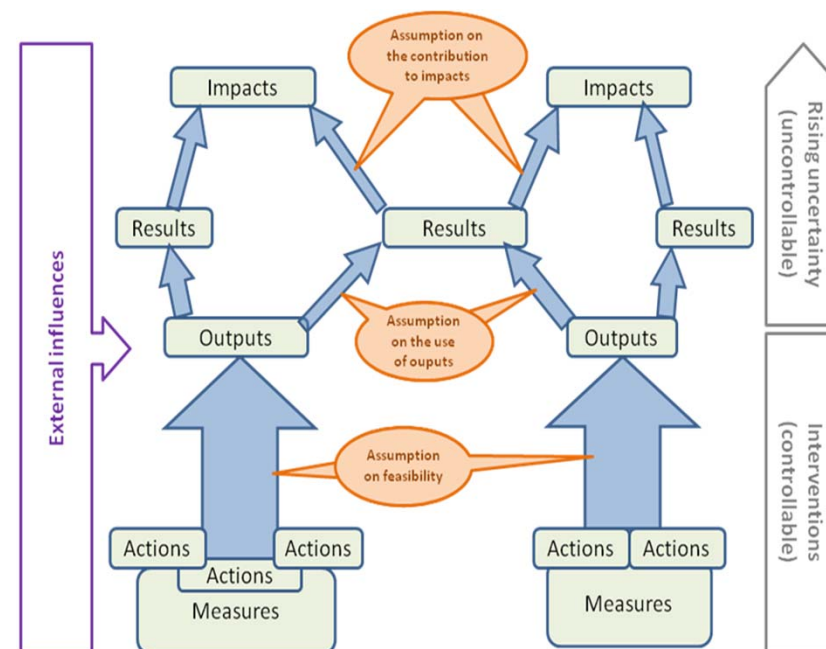 Assumption on
the contribution
to impacts
Impacts
Impacts
Results
Results
Results
Assumption
on the use
of ouputs
Outputs
Outputs
Assumption
on feasibility
Actions
Actions
Actions
Measures
Actions
Actions
Measures
External influences
Rising uncertainty
(uncontrollable)
Interventions
(controllable)